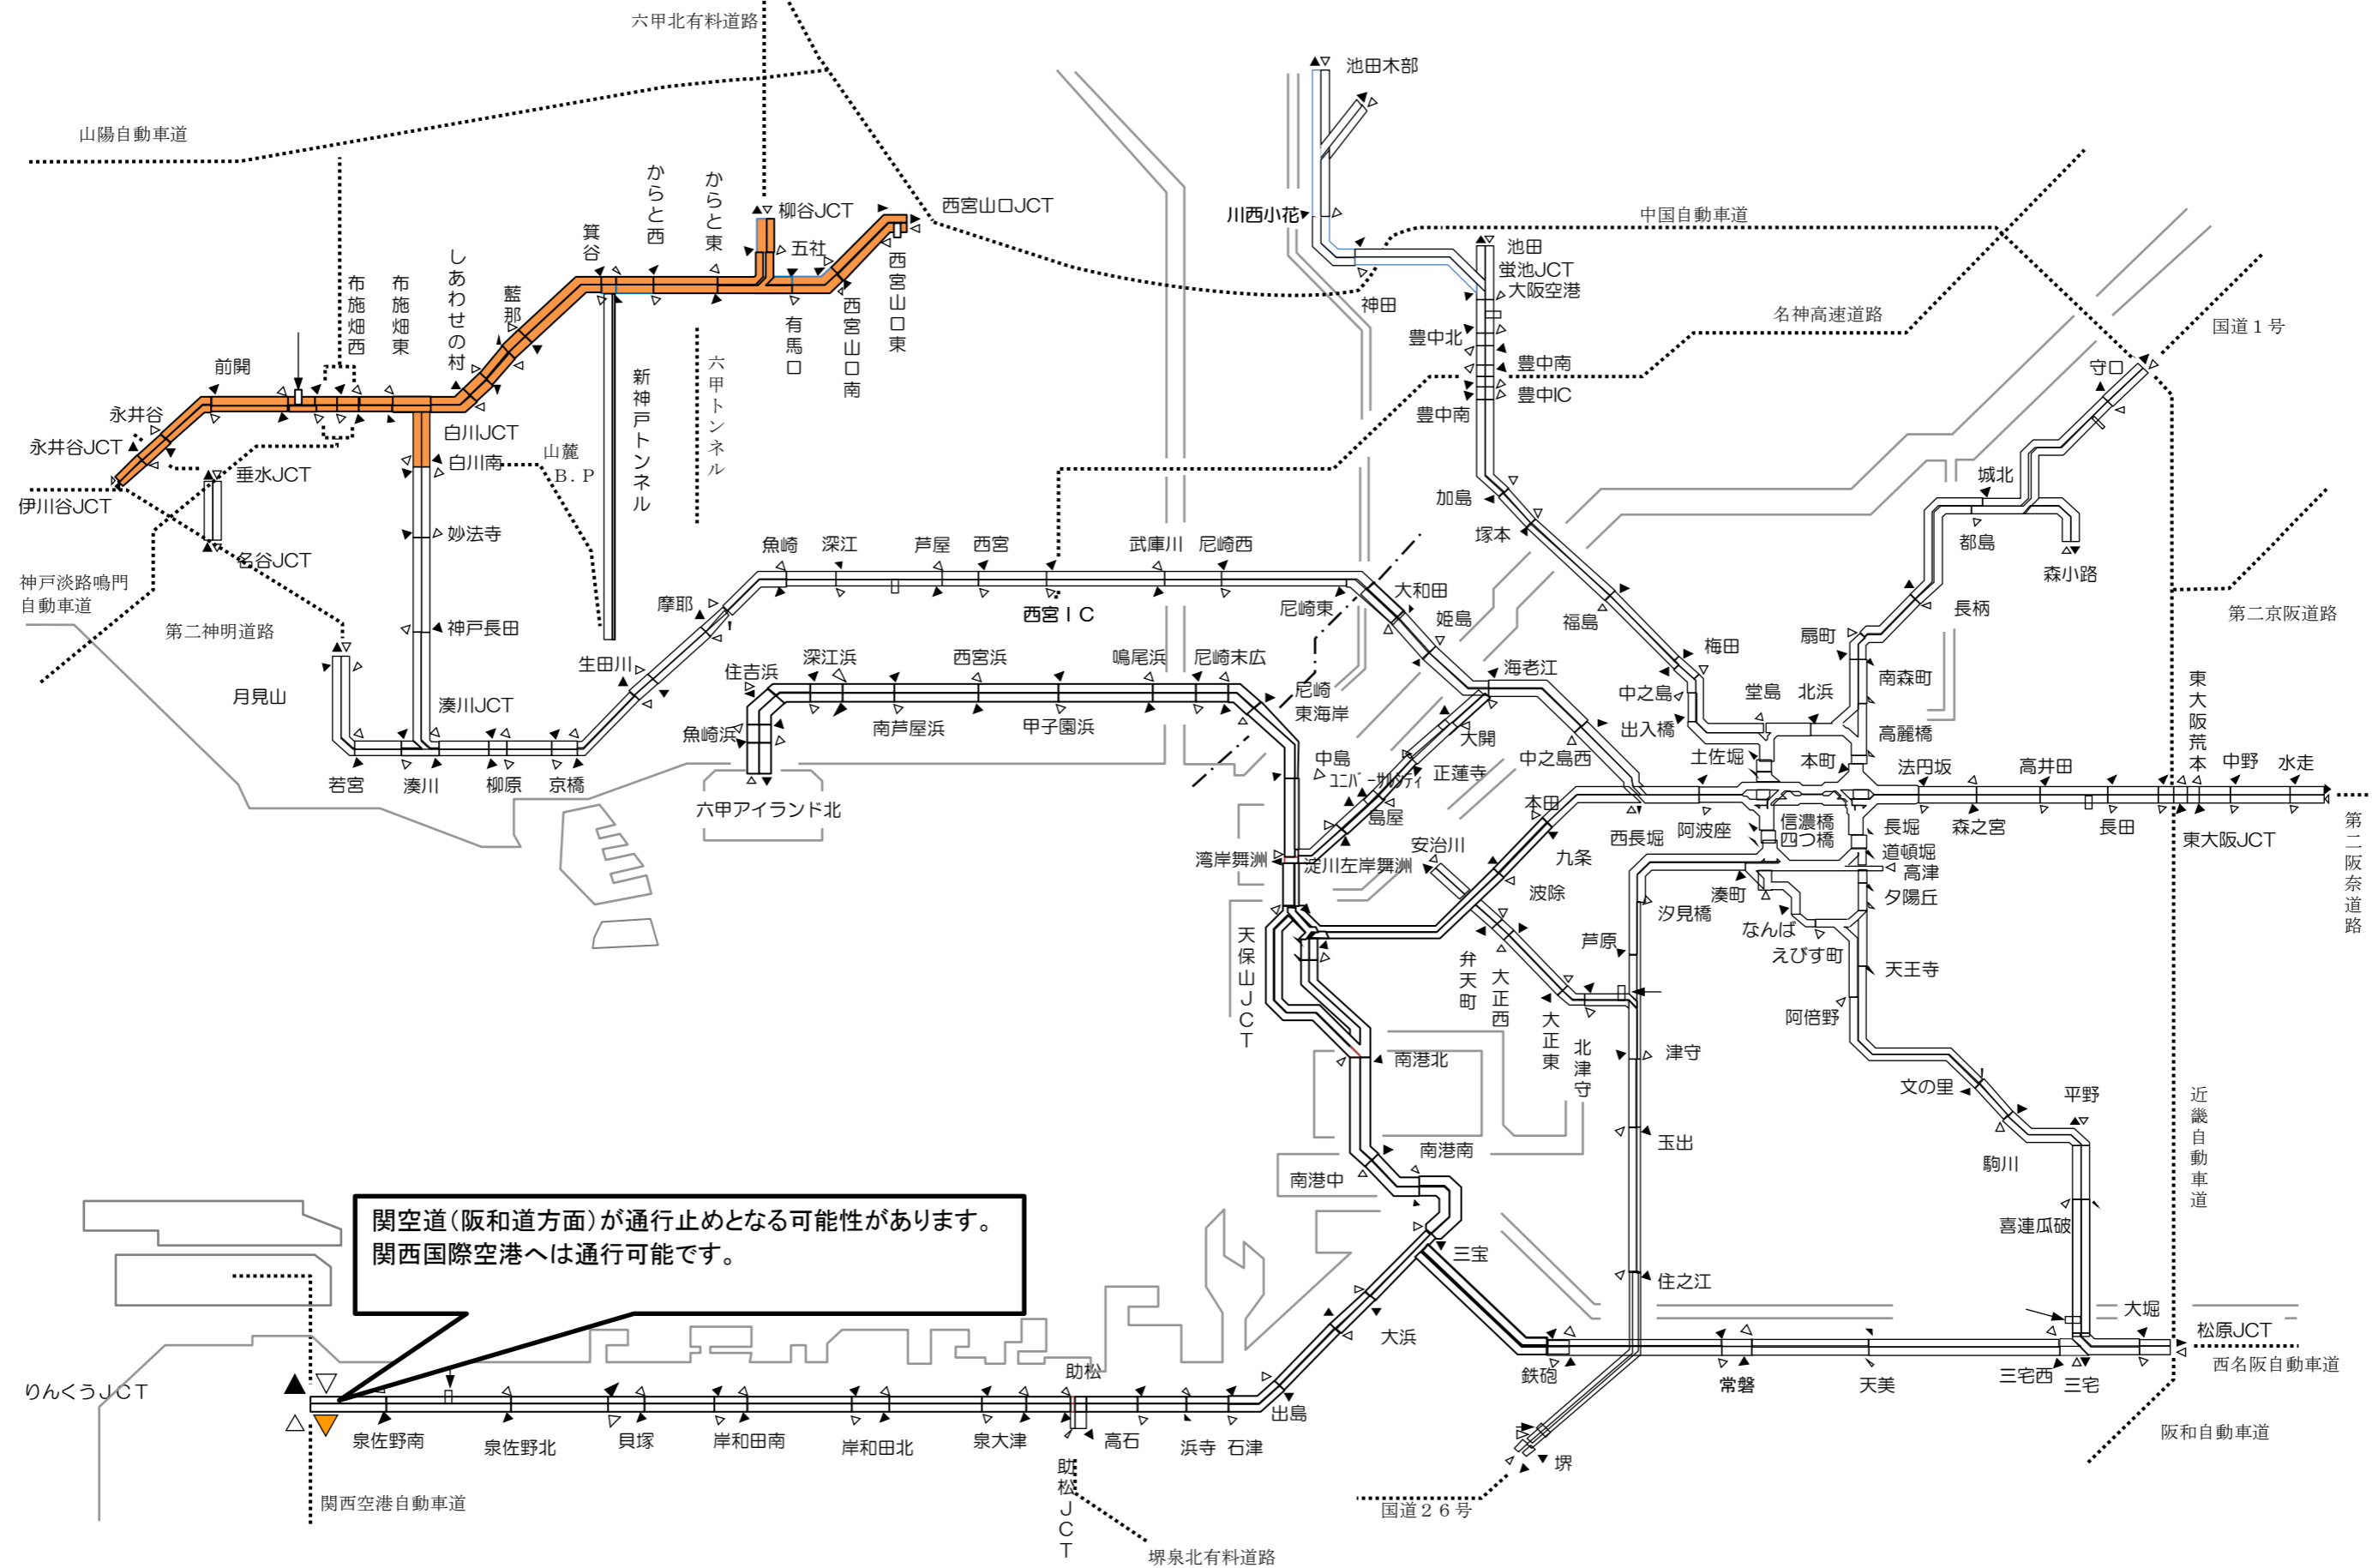 六甲北有料道路
池田木部
山陽自動車道
からと西
からと東
柳谷JCT
西宮山口JCT
川西小花
中国自動車道
箕谷
五社
池田
蛍池JCT
大阪空港
しあわせの村
藍那
布施畑西
布施畑東
有馬口
西宮山口南
西宮山口東
神田
名神高速道路
国道1号
豊中北
豊中南
豊中IC
豊中南
守口
前開
新神戸トンネル
六甲トンネル
永井谷
永井谷JCT
白川JCT
白川南
山麓
B.P
垂水JCT
伊川谷JCT
加島
城北
妙法寺
塚本
都島
魚崎
深江
芦屋
西宮
武庫川
尼崎西
名谷JCT
森小路
神戸淡路鳴門
自動車道
摩耶
西宮IC
尼崎東
大和田
姫島
福島
長柄
第二京阪道路
第二神明道路
神戸長田
扇町
生田川
住吉浜
深江浜
西宮浜
鳴尾浜
尼崎末広
海老江
梅田
南森町
月見山
中之島
堂島
北浜
東大阪荒本
湊川JCT
魚崎浜
南芦屋浜
甲子園浜
尼崎
東海岸
大開
出入橋
高麗橋
中島
ユニバーサルシティ
正蓮寺
中之島西
土佐堀
本町
法円坂
高井田
中野
水走
若宮
湊川
柳原
京橋
六甲アイランド北
島屋
本田
西長堀
阿波座
信濃橋
四つ橋
長堀
森之宮
長田
東大阪JCT
第二阪奈道路
湾岸舞洲
淀川左岸舞洲
安治川
九条
道頓堀
高津
波除
汐見橋
湊町
夕陽丘
天保山JCT
弁天町
大正西
芦原
なんば
えびす町
天王寺
大正東
北津守
阿倍野
南港北
津守
文の里
平野
近畿自動車道
南港中
南港南
玉出
駒川
喜連瓜破
関空道(阪和道方面)が通行止めとなる可能性があります。
関西国際空港へは通行可能です。
三宝
住之江
大堀
松原JCT
大浜
西名阪自動車道
りんくうJCT
助松
鉄砲
常磐
天美
三宅西
三宅
泉佐野南
泉佐野北
貝塚
岸和田南
岸和田北
泉大津
高石
浜寺
石津
出島
阪和自動車道
助松JCT
堺
関西空港自動車道
国道26号
堺泉北有料道路